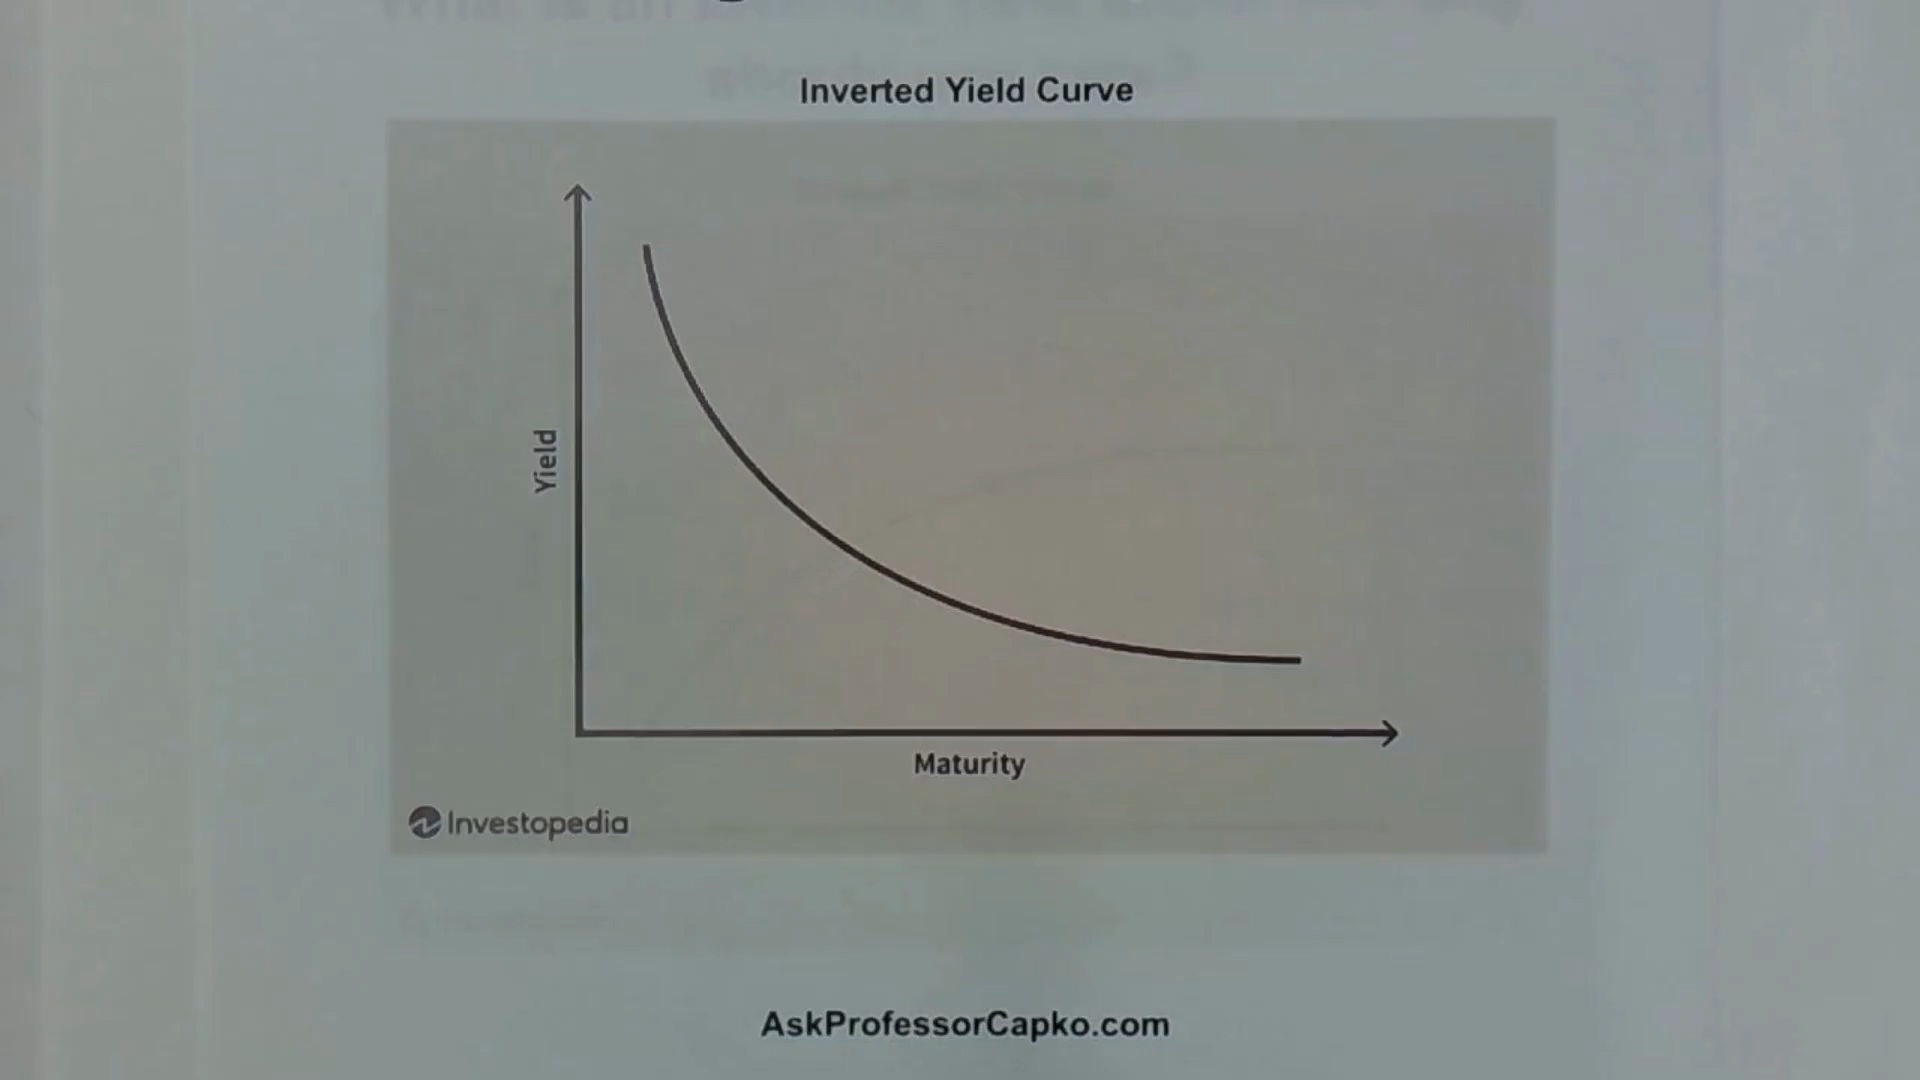 Inverted Yield Curve
Yield
Maturity
Investopedia
AskProfessorCapko.com